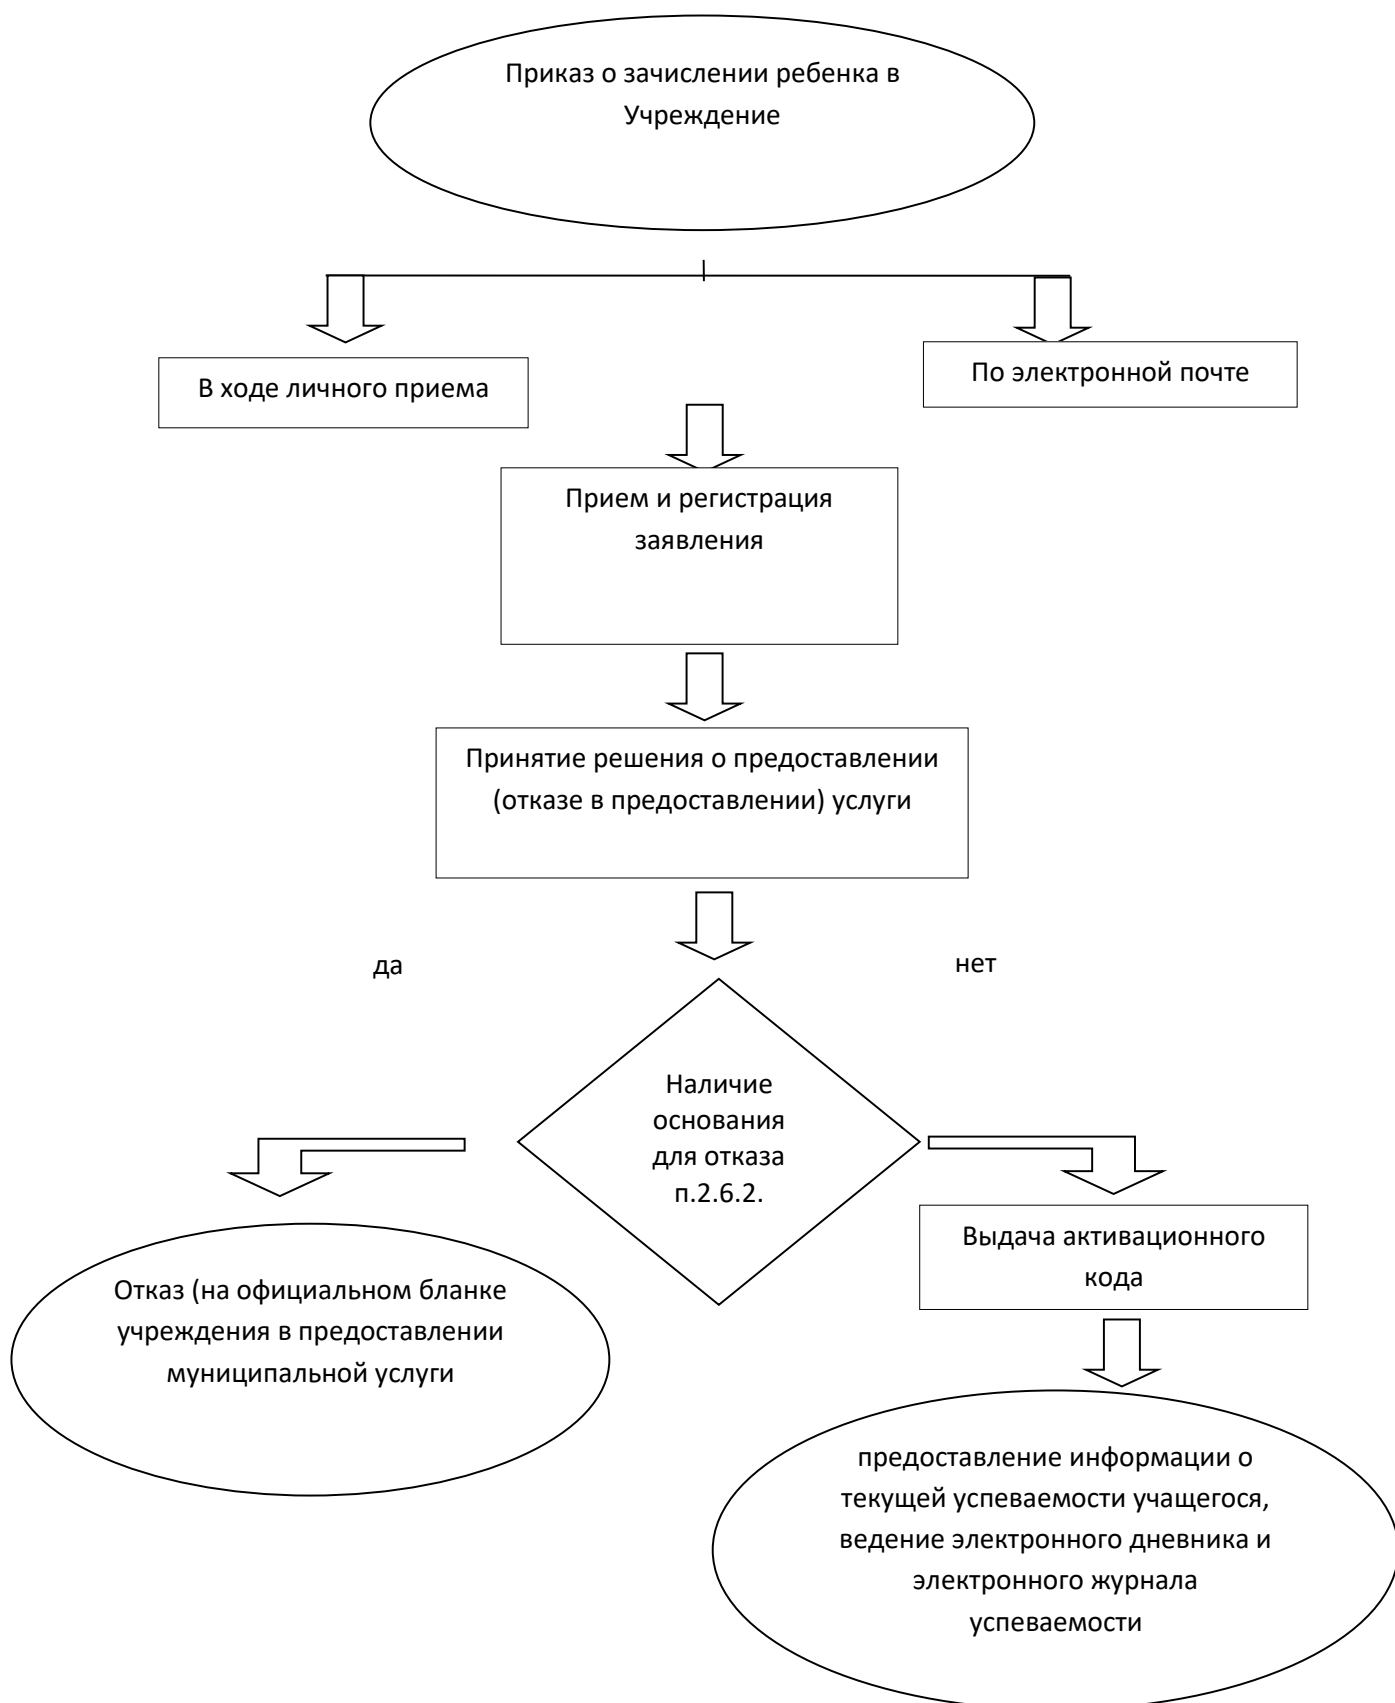 Приказ о зачислении ребенка в
Учреждение
В ходе личного приема
По электронной почте
Прием и регистрация
заявления
Принятие решения о предоставлении
(отказе в предоставлении) услуги
да
нет
Наличие
основания
для отказа
п.2.6.2.
Выдача активационного
кода
Отказ (на официальном бланке
учреждения в предоставлении
муниципальной услуги
предоставление информации о
текущей успеваемости учащегося,
ведение электронного дневника и
электронного журнала
успеваемости